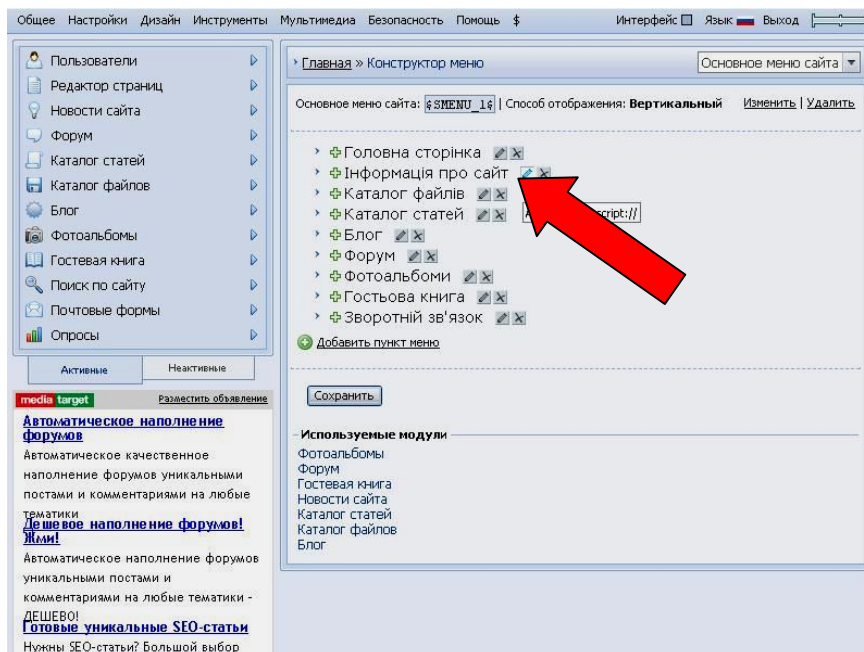 Общее Настройки Дизайн Инструменты Мультимедиа Безопасность Помощь $ Интерфейс Язык Выход
Пользователи
Редактор страниц
Новости сайта
Форум
Каталог статей
Каталог файлов
Блог
Фотоальбомы
Гостевая книга
Поиск по сайту
Почтовые формы
Опросы
Активные Неактивные
media target Разместить объявление
Автоматическое наполнение
форумов
Автоматическое качественное
наполнение форумов уникальными
постами и комментариями на любые
тематики
Дешевое наполнение форумов!
Жми!
Автоматическое наполнение форумов
уникальными постами и
комментариями на любые тематики -
ДЕШЕВО!
Готовые уникальные SEO-статьи
Нужны SEO-статьи? Большой выбор
Главная » Конструктор меню Основное меню сайта
Основное меню сайта: $SMENU_1$ | Способ отображения: Вертикальный Изменить | Удалить
Головна сторінка
Інформація про сайт
Каталог файлів
Каталог статей
Блог
Форум
Фотоальбоми
Гостьова книга
Зворотній зв'язок
Добавить пункт меню
Сохранить
Используемые модули
Фотоальбомы
Форум
Гостевая книга
Новости сайта
Каталог статей
Каталог файлов
Блог